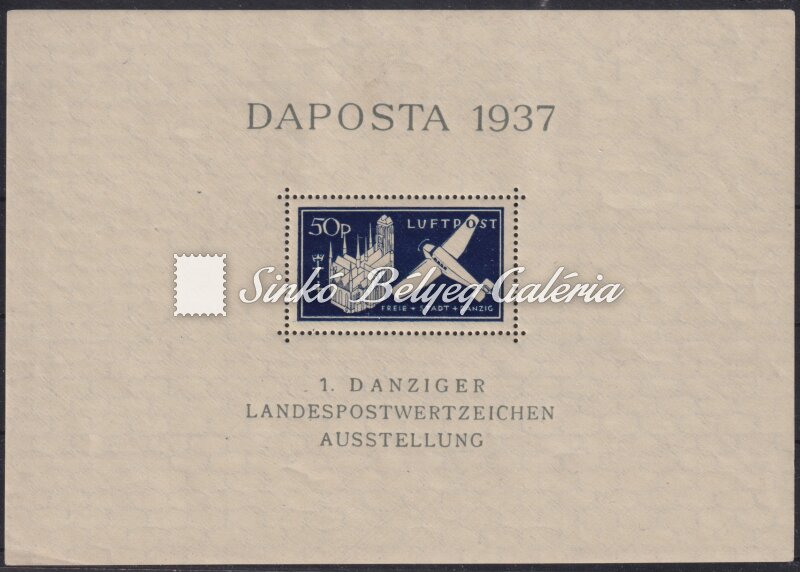 DAPOSTA 1937
50P LUFTPOST
Sinkó Bélyeg Galéria
FREIE + STADT + DANZIG
1. DANZIGER
LANDESPOSTWERTZEICHEN
AUSSTELLUNG